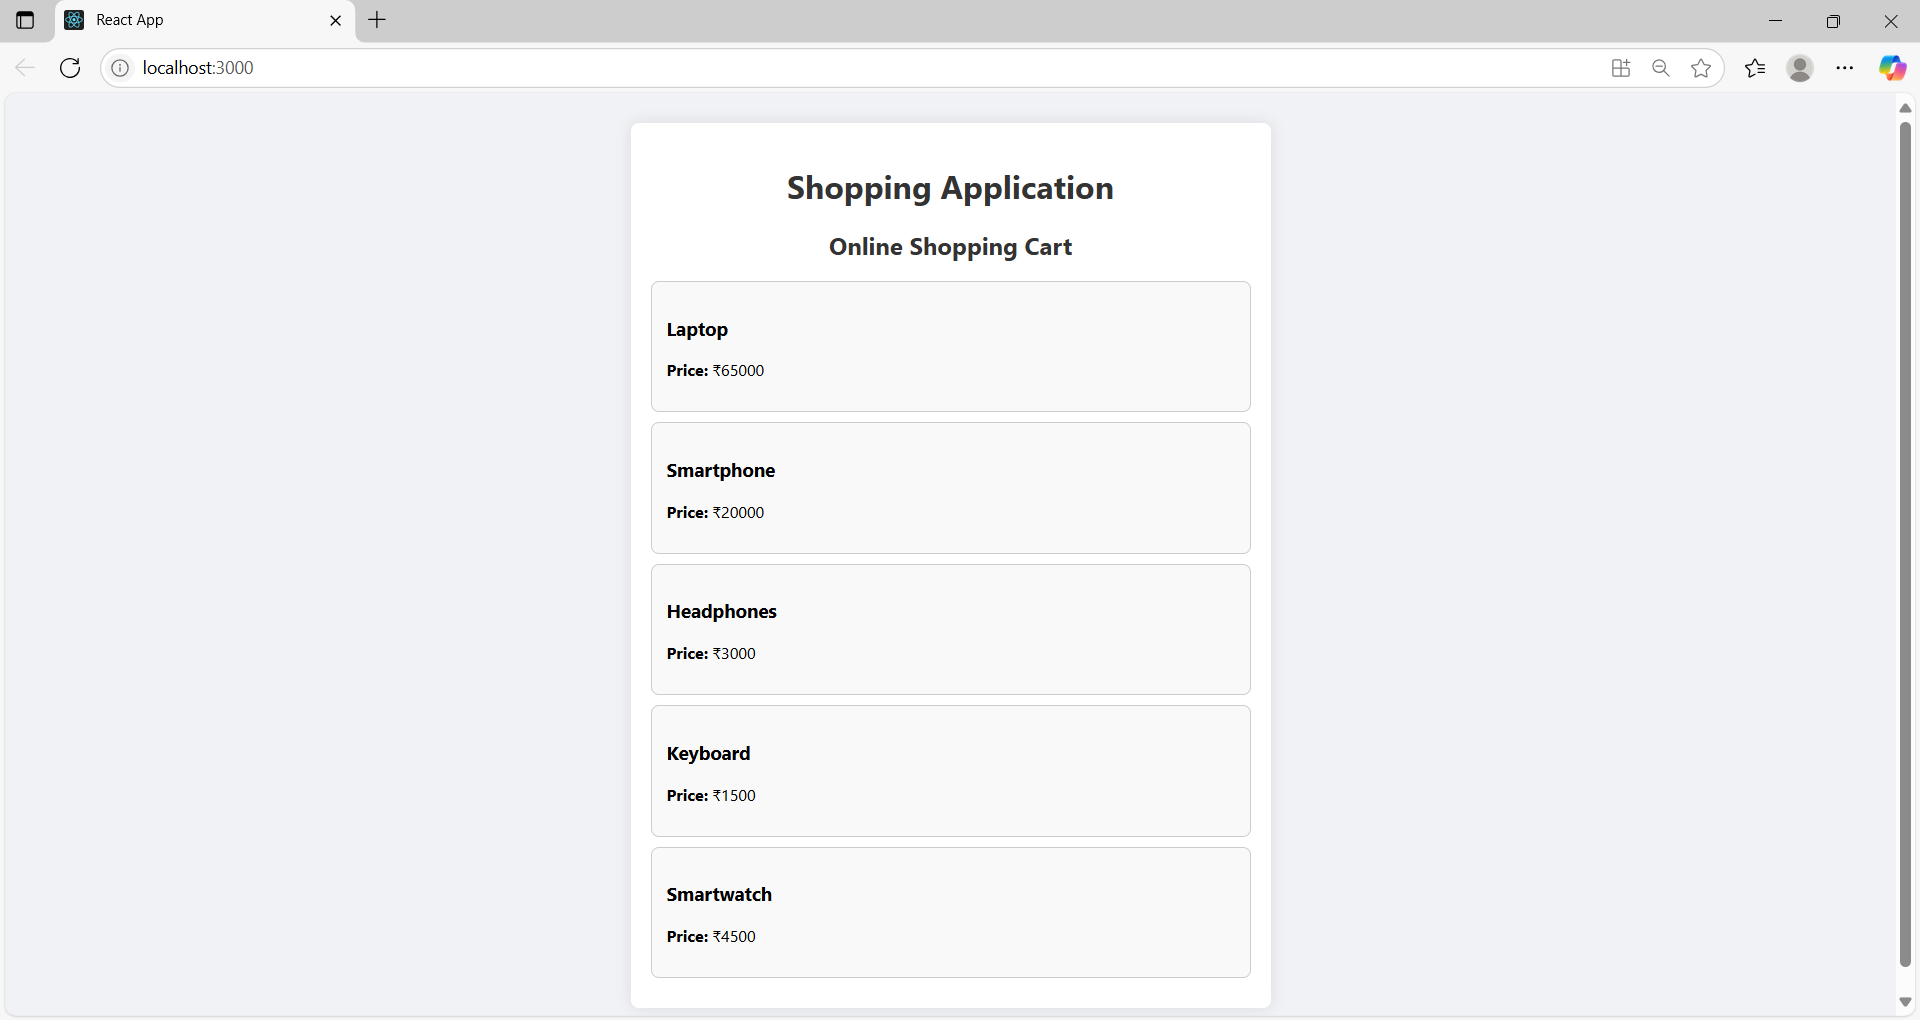 React App
localhost:3000
Shopping Application
Online Shopping Cart
Laptop
Price: ₹65000
Smartphone
Price: ₹20000
Headphones
Price: ₹3000
Keyboard
Price: ₹1500
Smartwatch
Price: ₹4500